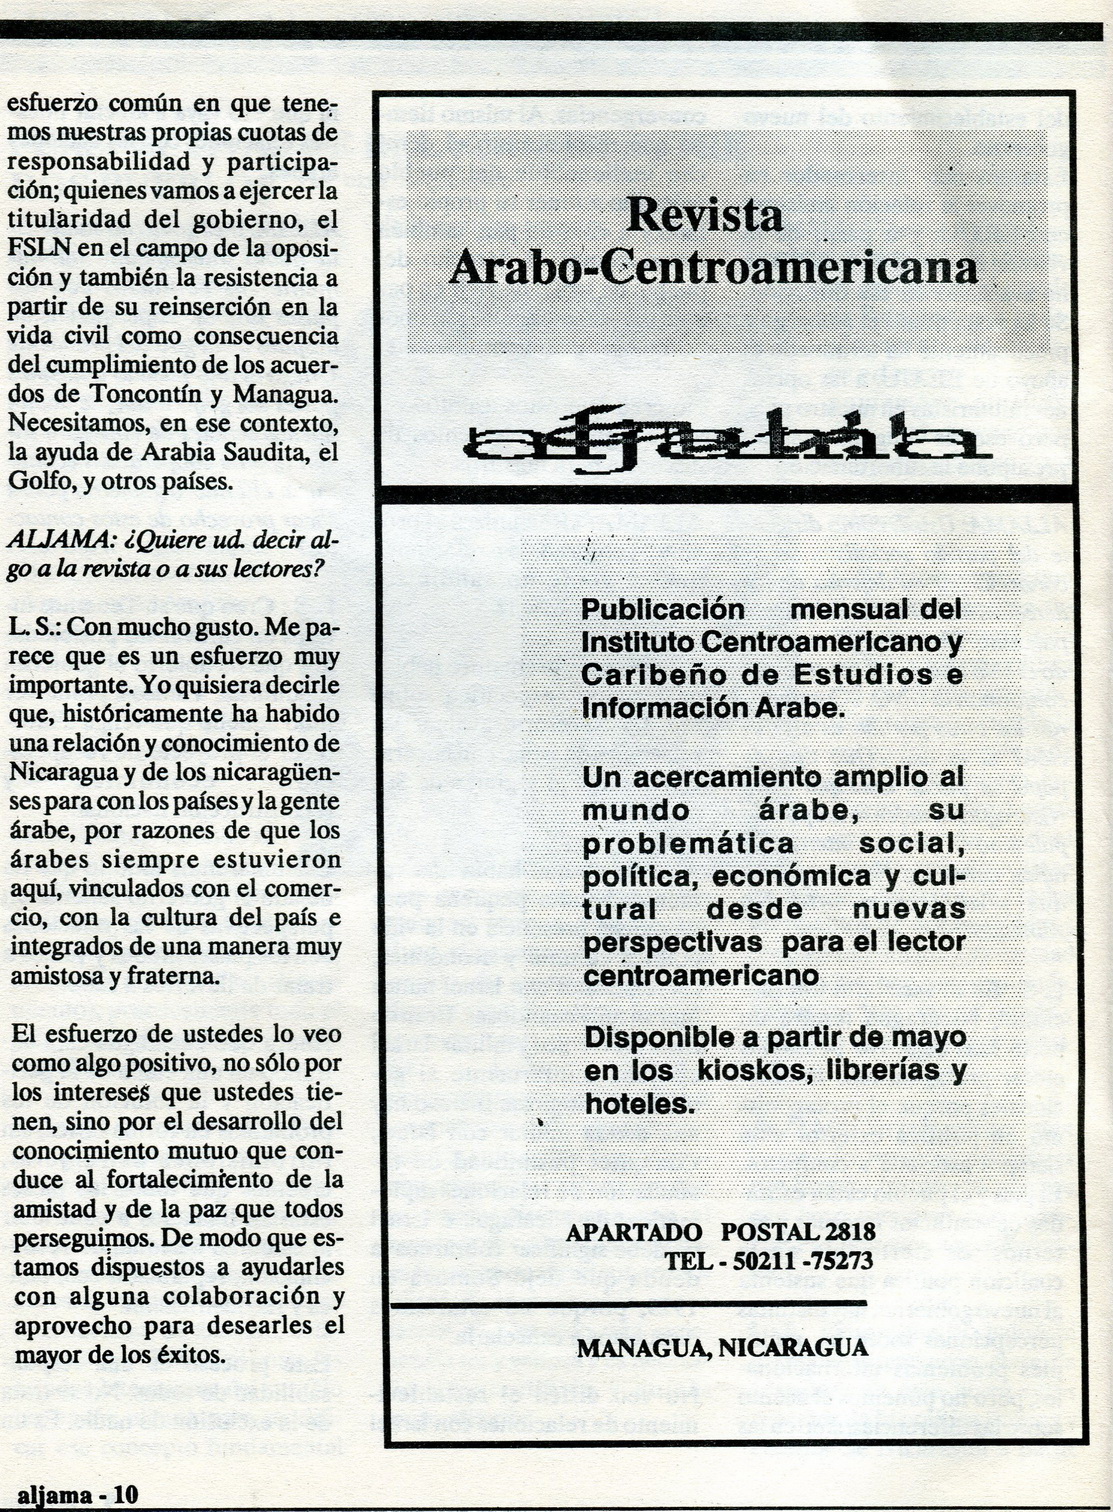 esfuerzo común en que tene-
mos nuestras propias cuotas de
responsabilidad y participa-
ción; quienes vamos a ejercer la
titularidad del gobierno, el
FSLN en el campo de la oposi-
ción y también la resistencia a
partir de su reinserción en la
vida civil como consecuencia
del cumplimiento de los acuer-
dos de Toncontín y Managua.
Necesitamos, en ese contexto,
la ayuda de Arabia Saudita, el
Golfo, y otros países.
ALJAMA: ¿Quiere ud. decir al-
go a la revista o a sus lectores?
L. S.: Con mucho gusto. Me pa-
rece que es un esfuerzo muy
importante. Yo quisiera decirle
que, históricamente ha habido
una relación y conocimiento de
Nicaragua y de los nicaragüen-
ses para con los países y la gente
árabe, por razones de que los
árabes siempre estuvieron
aquí, vinculados con el comer-
cio, con la cultura del país e
integrados de una manera muy
amistosa y fraterna.
El esfuerzo de ustedes lo veo
como algo positivo, no sólo por
los intereses que ustedes tie-
nen, sino por el desarrollo del
conocimiento mutuo que con-
duce al fortalecimiento de la
amistad y de la paz que todos
perseguimos. De modo que es-
tamos dispuestos a ayudarles
con alguna colaboración y
aprovecho para desearles el
mayor de los éxitos.
aljama - 10
Revista
Arabo-Centroamericana
Publicación mensual del
Instituto Centroamericano y
Caribeño de Estudios e
Información Arabe.
Un acercamiento amplio al
mundo árabe, su
problemática social,
política, económica y cul-
tural desde nuevas
perspectivas para el lector
centroamericano
Disponible a partir de mayo
en los kioskos, librerías y
hoteles.
APARTADO POSTAL 2818
TEL - 50211 -75273
MANAGUA, NICARAGUA